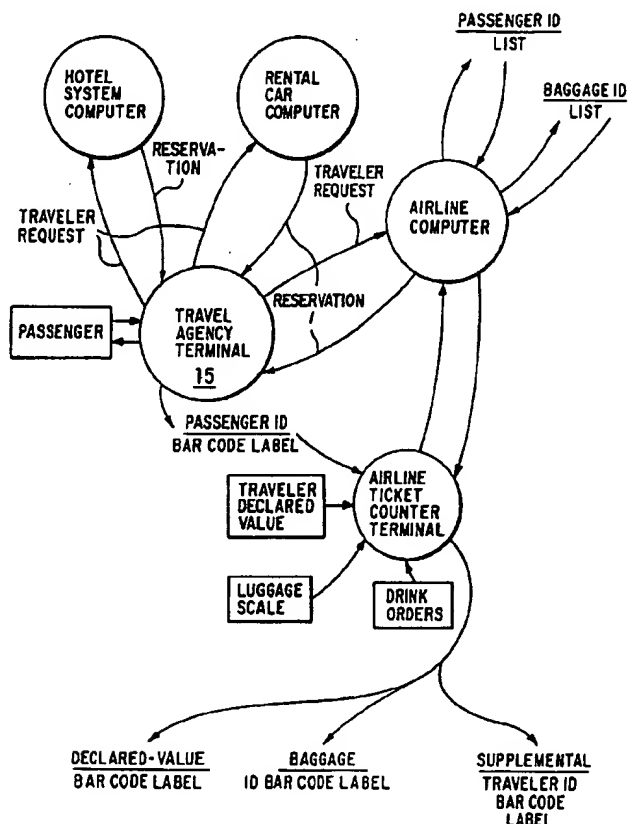 PASSENGER ID
LIST
HOTEL
SYSTEM
COMPUTER
RENTAL
CAR
COMPUTER
BAGGAGE ID
LIST
RESERVA-
TION
TRAVELER
REQUEST
AIRLINE
COMPUTER
TRAVELER
REQUEST
RESERVATION
PASSENGER
TRAVEL
AGENCY
TERMINAL
15
PASSENGER ID
BAR CODE LABEL
TRAVELER
DECLARED
VALUE
AIRLINE
TICKET
COUNTER
TERMINAL
LUGGAGE
SCALE
DRINK
ORDERS
DECLARED-VALUE
BAR CODE LABEL
BAGGAGE
ID BAR CODE LABEL
SUPPLEMENTAL
TRAVELER ID
BAR CODE
LABEL